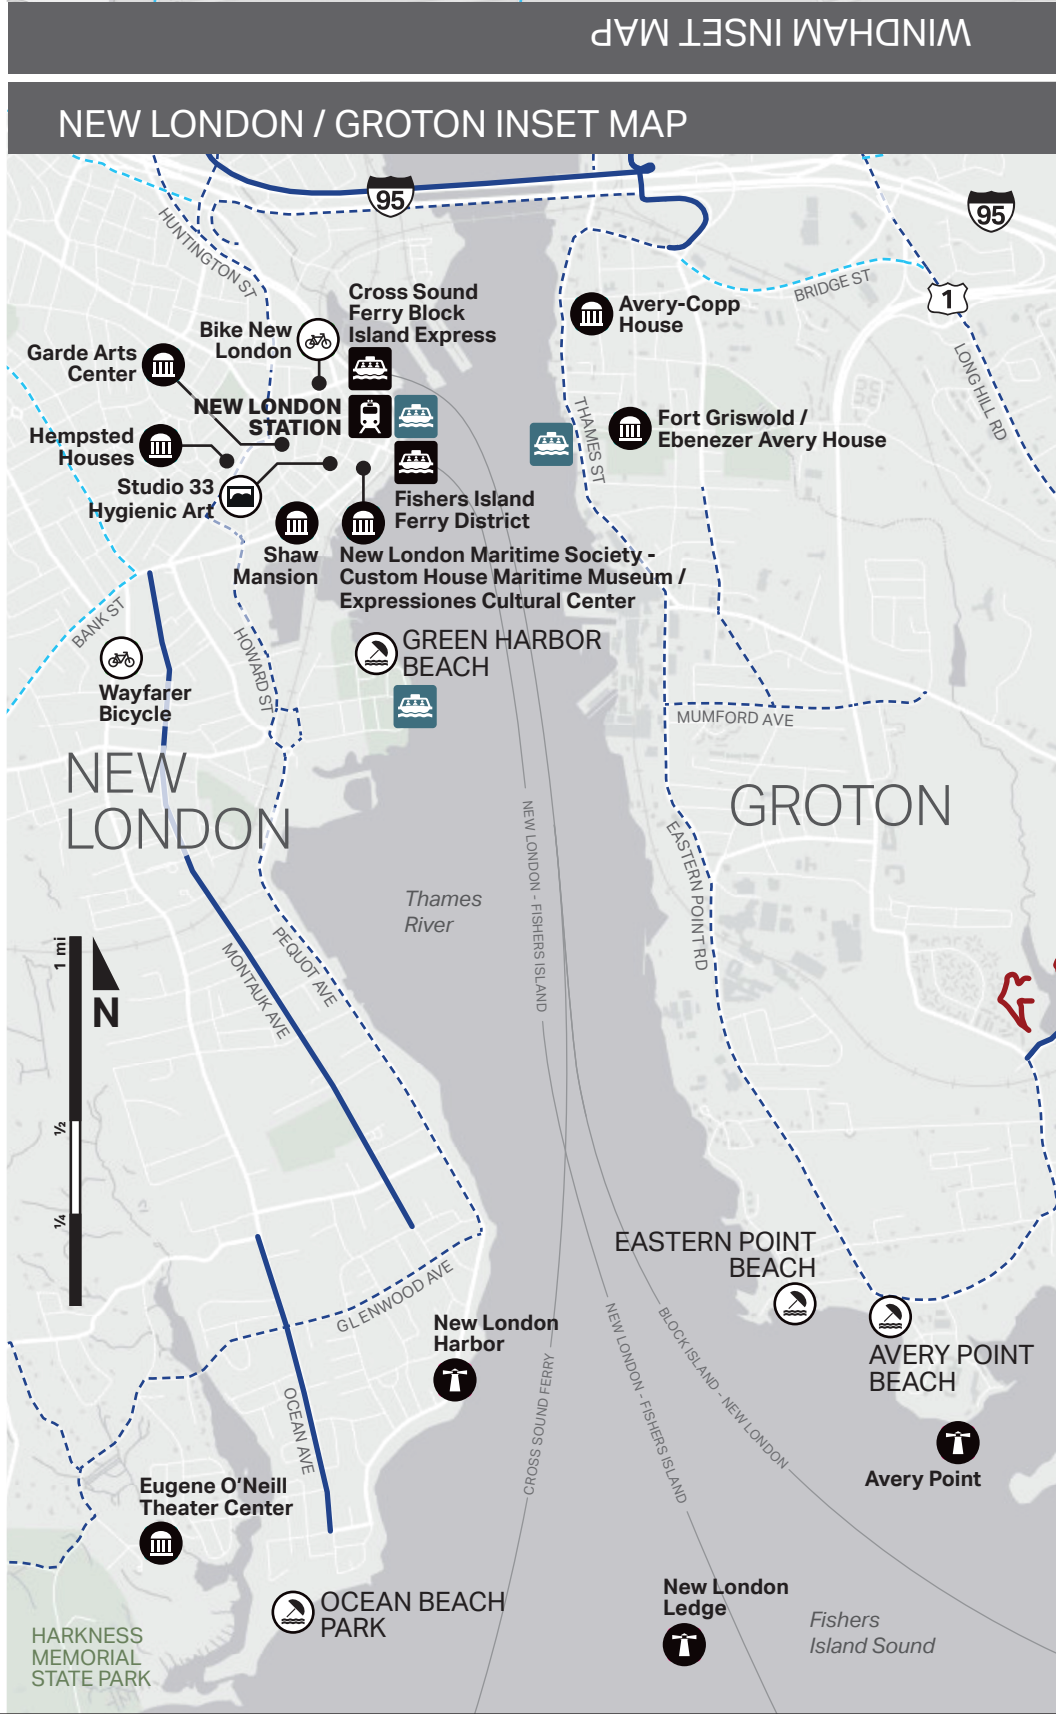 WINDHAM INSET MAP
NEW LONDON / GROTON INSET MAP
95
95
HUNTINGTON ST
BRIDGE ST
1
Cross Sound
Ferry Block
Island Express
Avery-Copp
House
Bike New
London
Garde Arts
Center
LONG HILL RD
NEW LONDON
STATION
THAMES ST
Fort Griswold /
Ebenezer Avery House
Hempsted
Houses
Studio 33
Hygienic Art
Fishers Island
Ferry District
Shaw
Mansion
New London Maritime Society -
Custom House Maritime Museum /
Expressiones Cultural Center
BANK ST
HOWARD ST
GREEN HARBOR
BEACH
Wayfarer
Bicycle
MUMFORD AVE
NEW
LONDON
GROTON
NEW LONDON - FISHERS ISLAND
EASTERN POINT RD
Thames
River
PEQUOT AVE
MONTAUK AVE
1 mi
N
1/2
1/4
EASTERN POINT
BEACH
GLENWOOD AVE
New London
Harbor
AVERY POINT
BEACH
CROSS SOUND FERRY
NEW LONDON - FISHERS ISLAND
BLOCK ISLAND - NEW LONDON
OCEAN AVE
Avery Point
Eugene O'Neill
Theater Center
OCEAN BEACH
PARK
New London
Ledge
Fishers
Island Sound
HARKNESS
MEMORIAL
STATE PARK